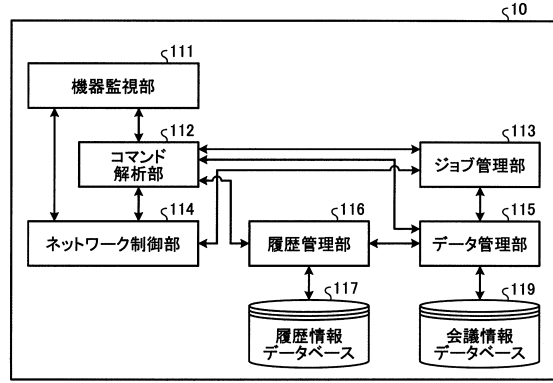 10
111
機器監視部
112
コマンド
解析部
113
ジョブ管理部
114
ネットワーク制御部
116
履歴管理部
115
データ管理部
117
履歴情報
データベース
119
会議情報
データベース